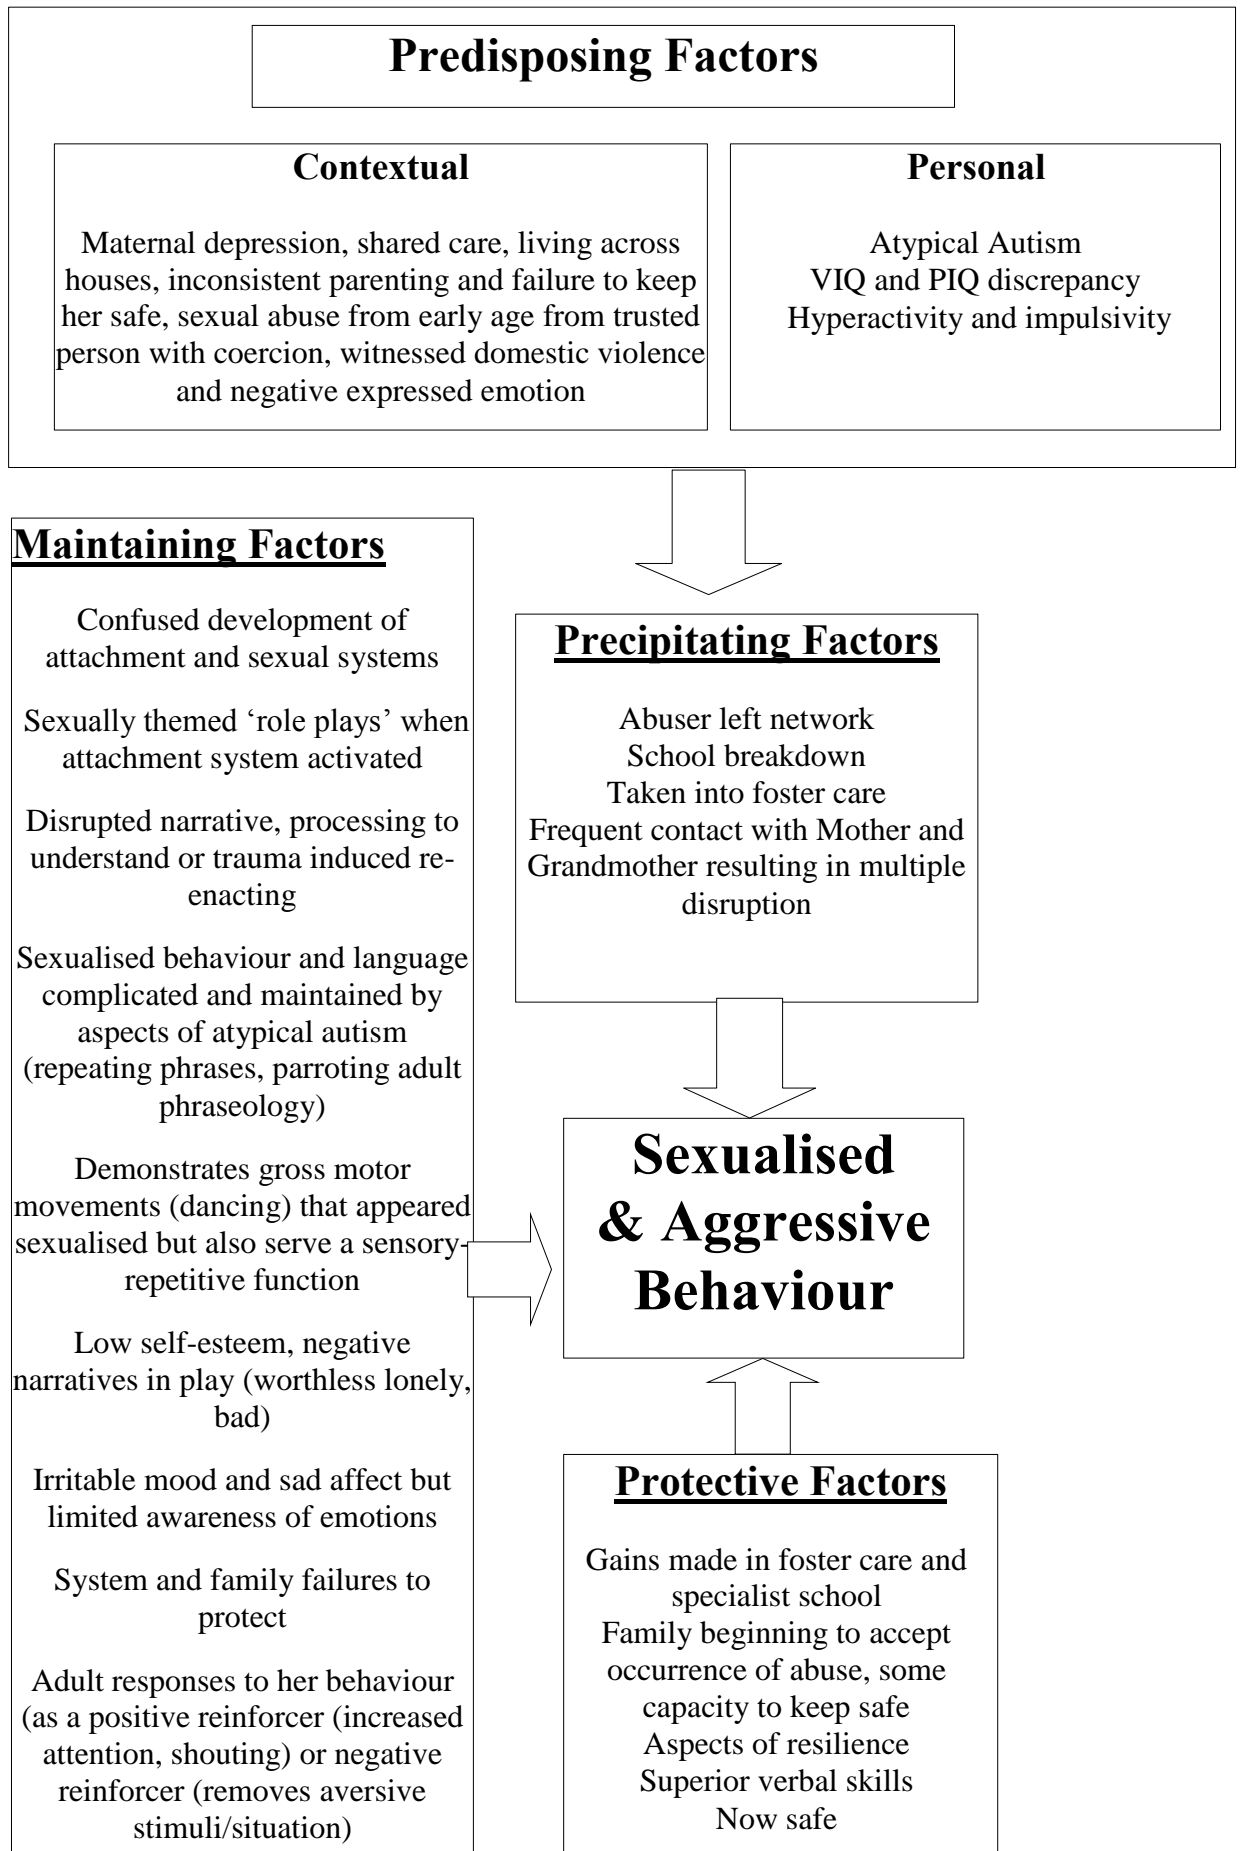 Predisposing Factors
Contextual
Maternal depression, shared care, living across
houses, inconsistent parenting and failure to keep
her safe, sexual abuse from early age from trusted
person with coercion, witnessed domestic violence
and negative expressed emotion
Personal
Atypical Autism
VIQ and PIQ discrepancy
Hyperactivity and impulsivity
Maintaining Factors
Confused development of
attachment and sexual systems
Sexually themed ‘role plays’ when
attachment system activated
Disrupted narrative, processing to
understand or trauma induced re-
enacting
Sexualised behaviour and language
complicated and maintained by
aspects of atypical autism
(repeating phrases, parroting adult
phraseology)
Demonstrates gross motor
movements (dancing) that appeared
sexualised but also serve a sensory-
repetitive function
Low self-esteem, negative
narratives in play (worthless lonely,
bad)
Irritable mood and sad affect but
limited awareness of emotions
System and family failures to
protect
Adult responses to her behaviour
(as a positive reinforcer (increased
attention, shouting) or negative
reinforcer (removes aversive
stimuli/situation)
Precipitating Factors
Abuser left network
School breakdown
Taken into foster care
Frequent contact with Mother and
Grandmother resulting in multiple
disruption
Sexualised
& Aggressive
Behaviour
Protective Factors
Gains made in foster care and
specialist school
Family beginning to accept
occurrence of abuse, some
capacity to keep safe
Aspects of resilience
Superior verbal skills
Now safe